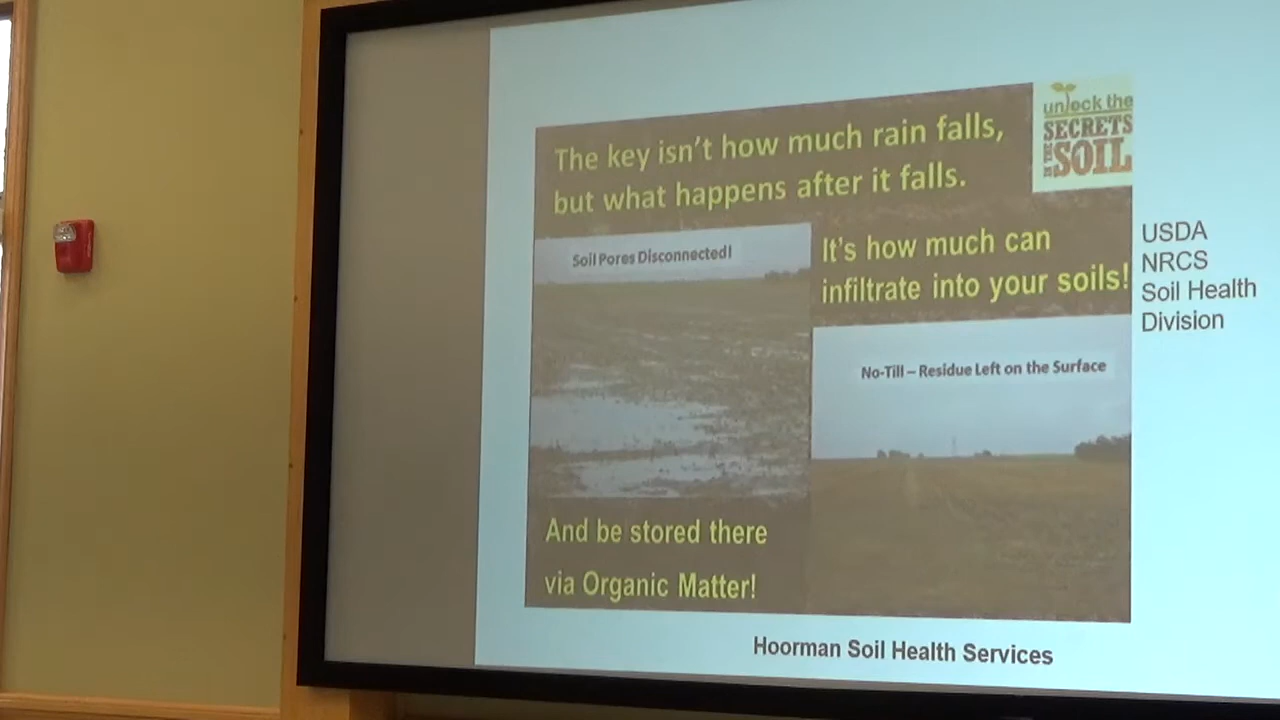 The key isn't how much rain falls,
but what happens after it falls.
unlock the
SECRETS
IN THE
SOIL
Soil Pores Disconnected!
It's how much can
infiltrate into your soils!
USDA
NRCS
Soil Health
Division
No-Till – Residue Left on the Surface
And be stored there
via Organic Matter!
Hoorman Soil Health Services